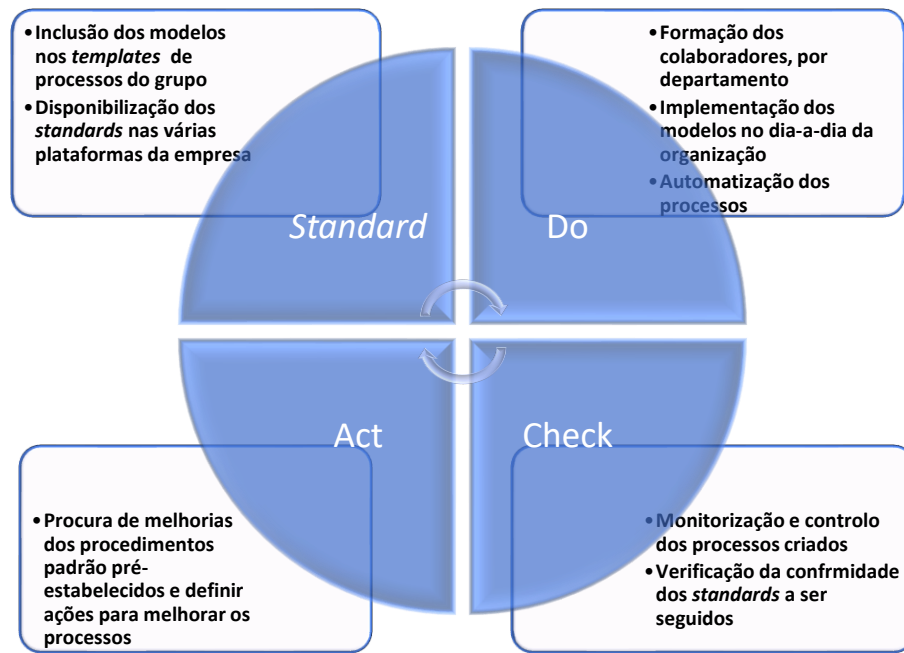 •Inclusão dos modelos
nos templates de
processos do grupo
•Disponibilização dos
standards nas várias
plataformas da empresa
•Formação dos
colaboradores, por
departamento
•Implementação dos
modelos no dia-a-dia da
organização
•Automatização dos
processos
Standard
Do
Act
Check
•Procura de melhorias
dos procedimentos
padrão pré-
estabelecidos e definir
ações para melhorar os
processos
•Monitorização e controlo
dos processos criados
•Verificação da confrmidade
dos standards a ser
seguidos